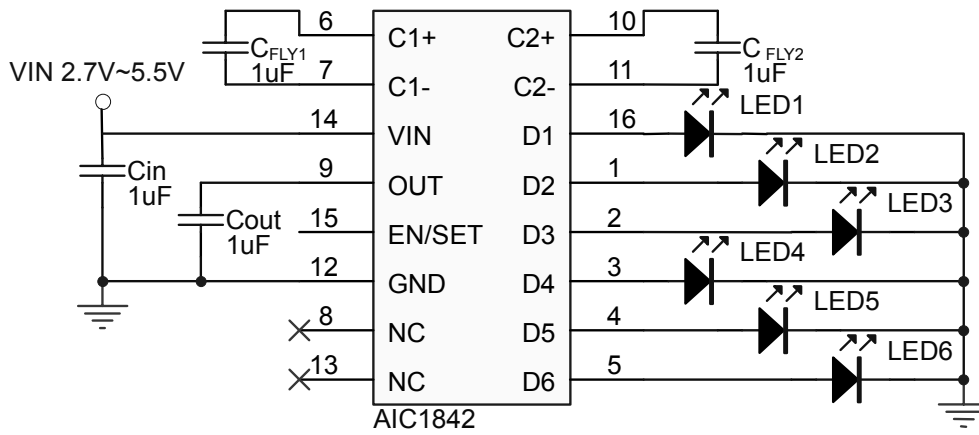 6 C1+ C2+ 10
CFLY1 1uF
CFLY2 1uF
7 C1- C2- 11
VIN 2.7V~5.5V
LED1
14 VIN D1 16
LED2
Cin 1uF
9 OUT D2 1
LED3
Cout 1uF
15 EN/SET D3 2
LED4
12 GND D4 3
LED5
8 NC D5 4
LED6
13 NC D6 5
AIC1842